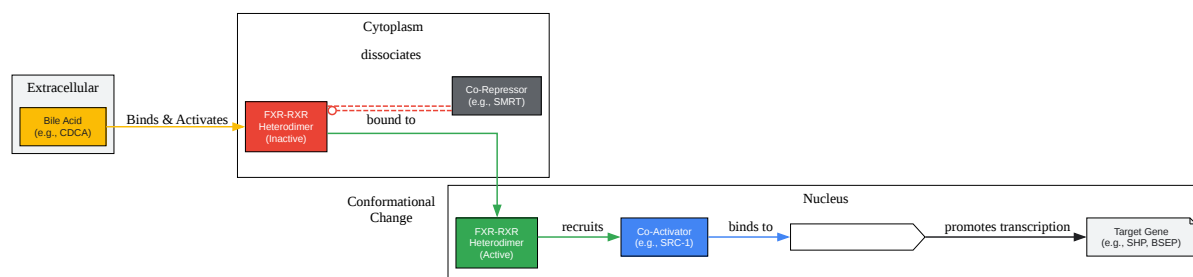 Cytoplasm
dissociates
Extracellular
Bile Acid
(e.g., CDCA)
Binds & Activates
FXR-RXR
Heterodimer
(Inactive)
Co-Repressor
(e.g., SMRT)
bound to
Conformational
Change
Nucleus
FXR-RXR
Heterodimer
(Active)
recruits
Co-Activator
(e.g., SRC-1)
binds to
promotes transcription
Target Gene
(e.g., SHP, BSEP)